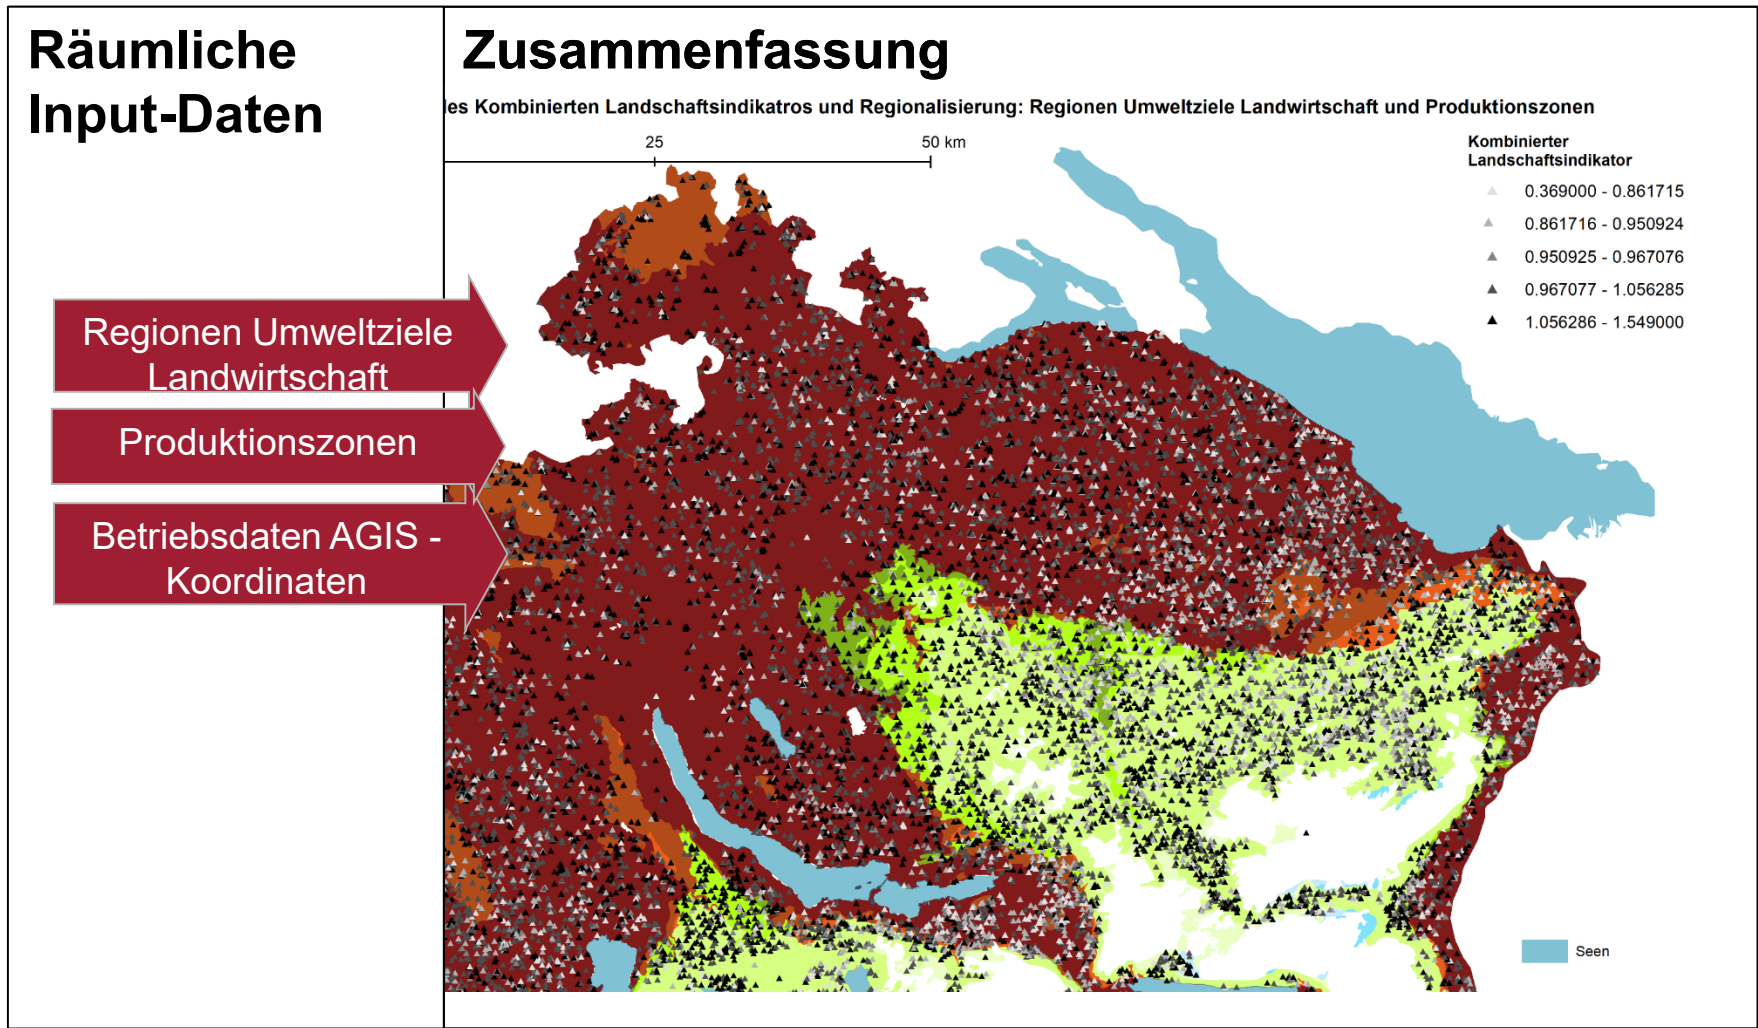 Räumliche
Input-Daten
Regionen Umweltziele
Landwirtschaft
Produktionszonen
Betriebsdaten AGIS -
Koordinaten
Zusammenfassung
les Kombinierten Landschaftsindikatros und Regionalisierung: Regionen Umweltziele Landwirtschaft und Produktionszonen
25
50 km
Kombinierter
Landschaftsindikator
0.369000 - 0.861715
0.861716 - 0.950924
0.950925 - 0.967076
0.967077 - 1.056285
1.056286 - 1.549000
Seen